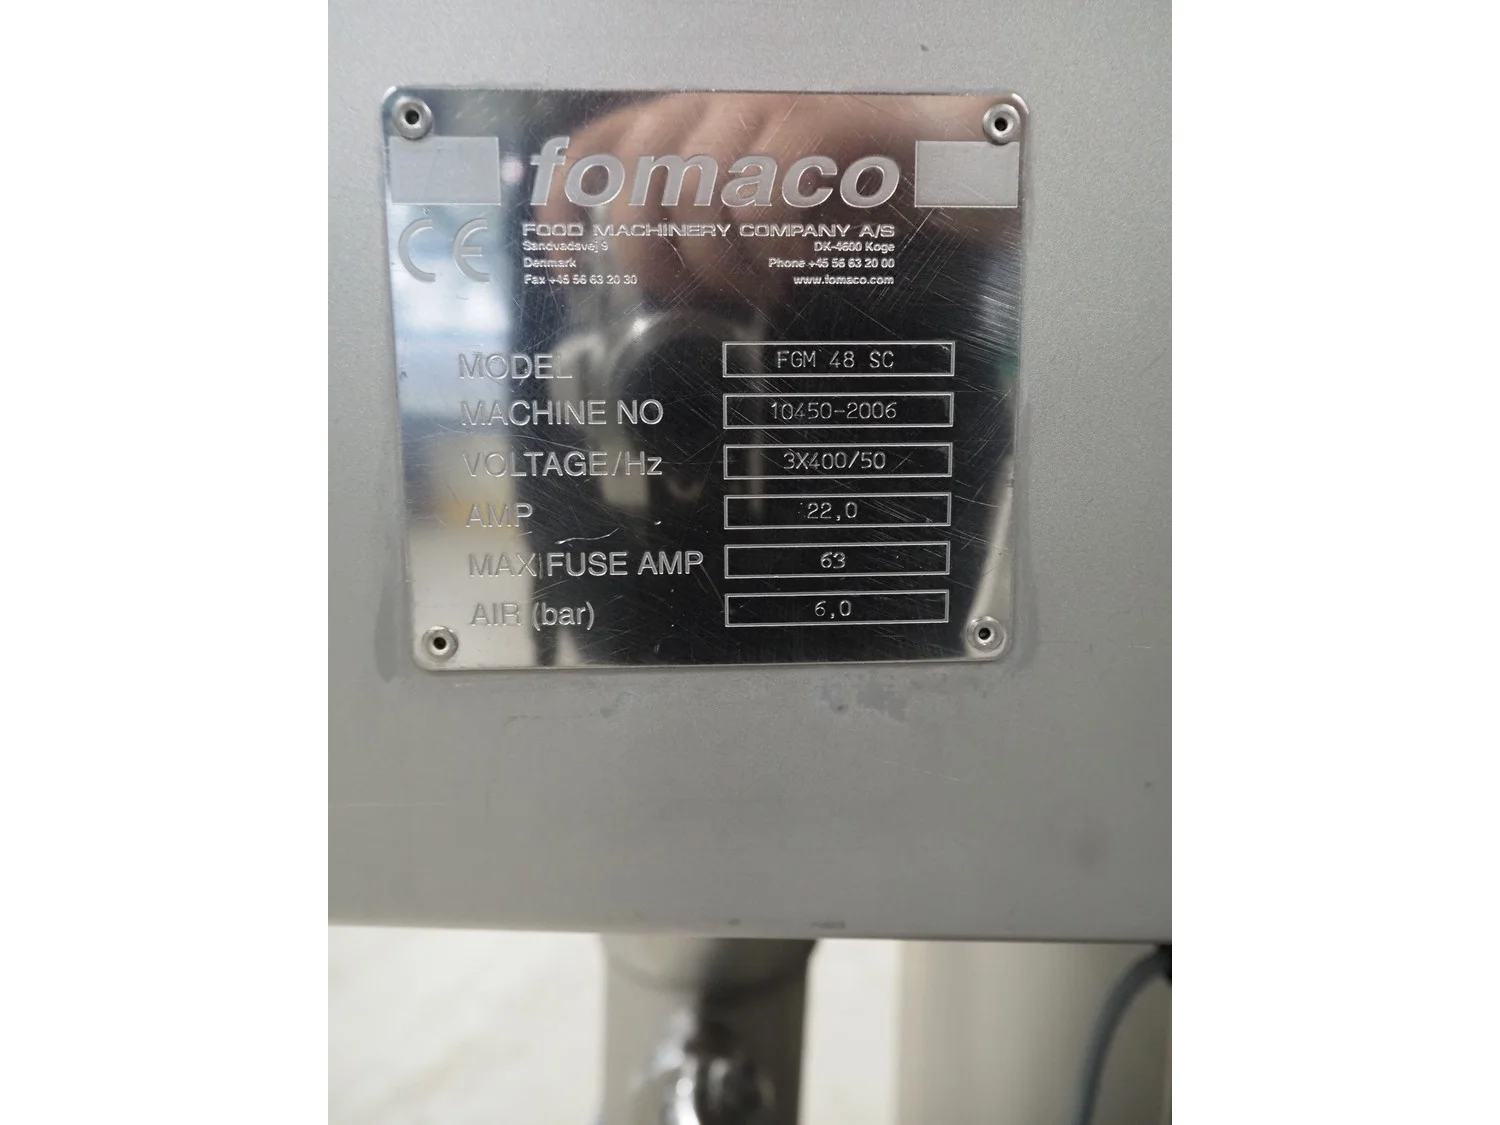 fomaco
CE
FOOD MACHINERY COMPANY A/S
Sandvadsvej 9 DK-4600 Koge
Denmark Phone +45 56 63 20 00
Fax +45 56 63 20 30 www.fomaco.com
MODEL FGM 48 SC
MACHINE NO 10450-2006
VOLTAGE/Hz 3X400/50
AMP 22,0
MAX FUSE AMP 63
AIR (bar) 6,0